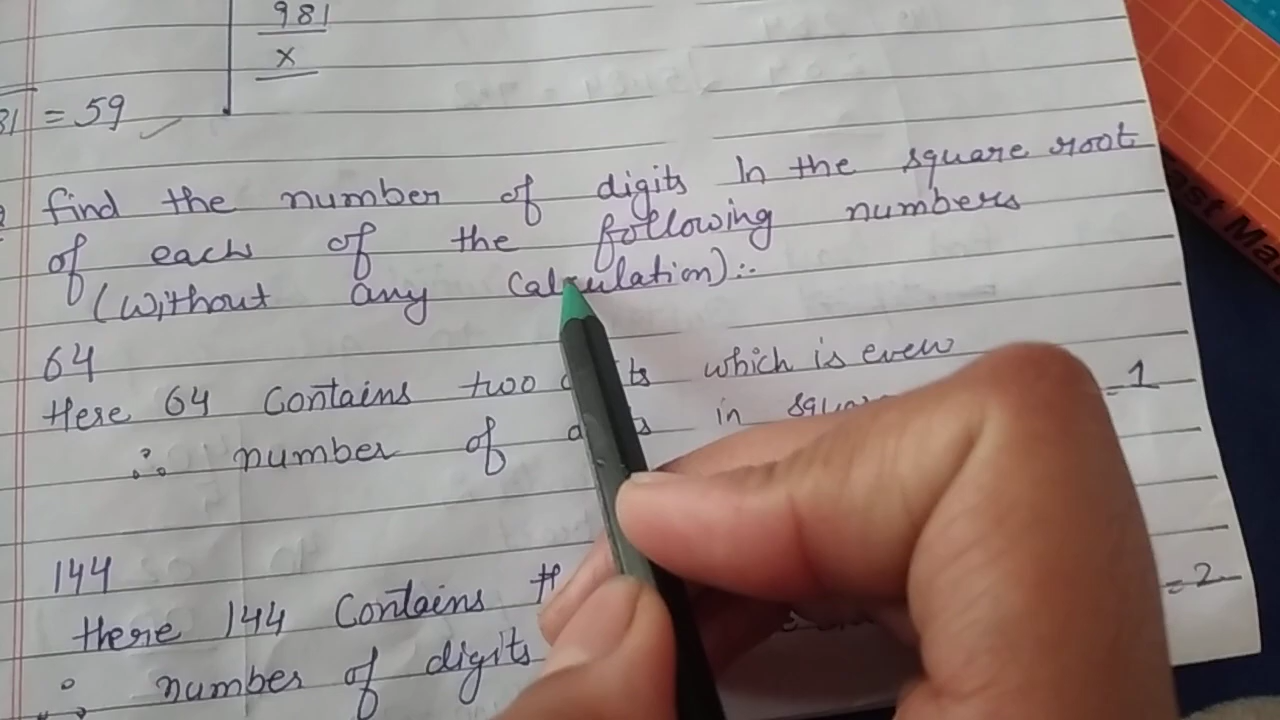 981
x
81 = 59
find the number of digits In the square root
of each of the following numbers
(Without any Calculation):.
64
Here 64 Contains two which is even
∴ number of in = 1
144
there 144 Contains
∴ number of digits = 2